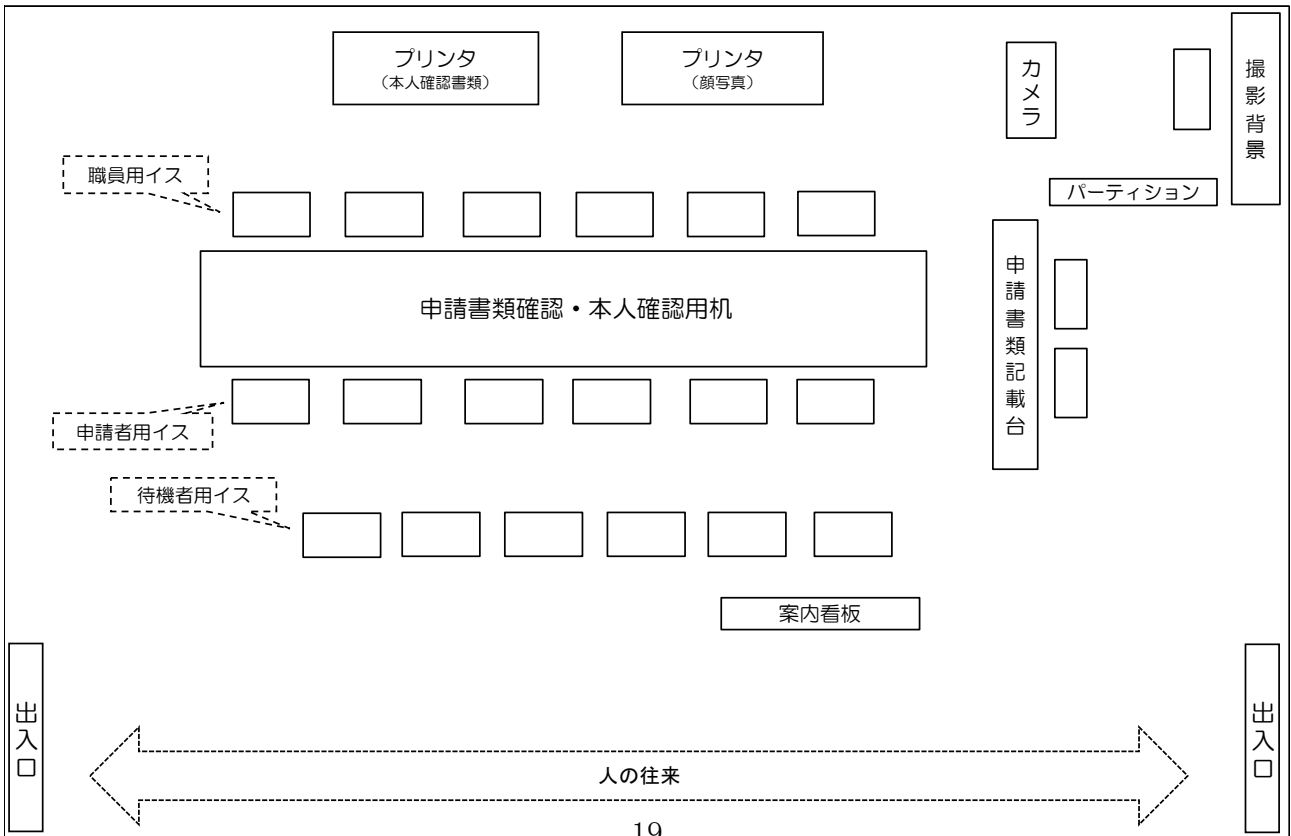 プリンタ
（本人確認書類）
プリンタ
（顔写真）
カメラ
撮影背景
職員用イス
パーティション
申請書類確認・本人確認用机
申請書類記載台
申請者用イス
待機者用イス
案内看板
出入口
出入口
人の往来
19